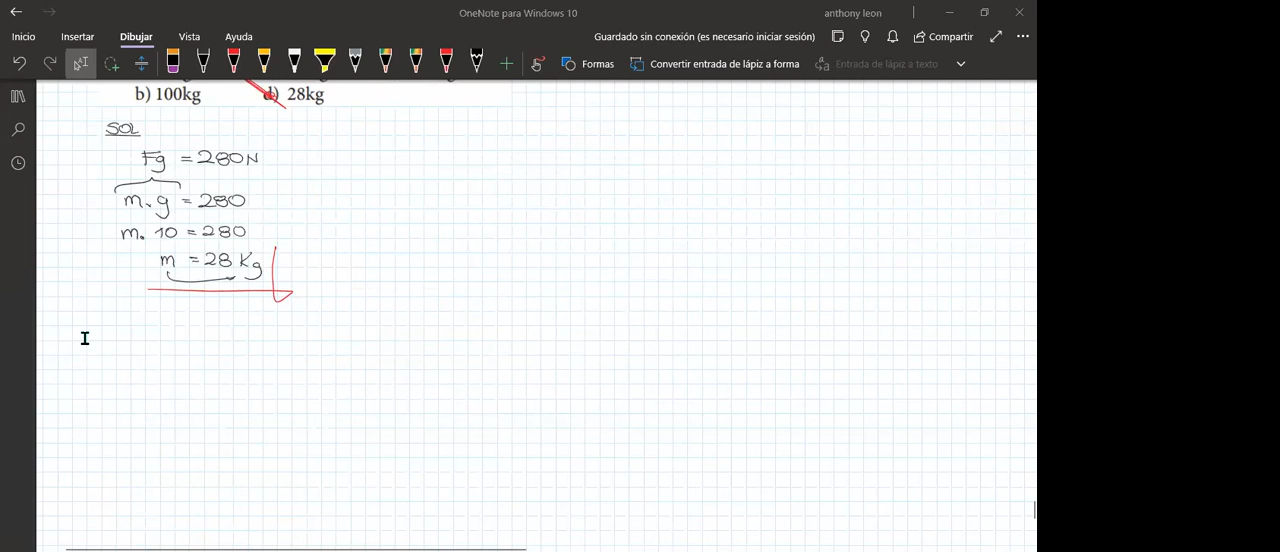 OneNote para Windows 10
anthony leon
Inicio Insertar Dibujar Vista Ayuda
Guardado sin conexión (es necesario iniciar sesión)
Compartir
Formas
Convertir entrada de lápiz a forma
Entrada de lápiz a texto
b) 100kg d) 28kg
SOL
Fg = 280N
m. g = 280
m. 10 = 280
m = 28 Kg